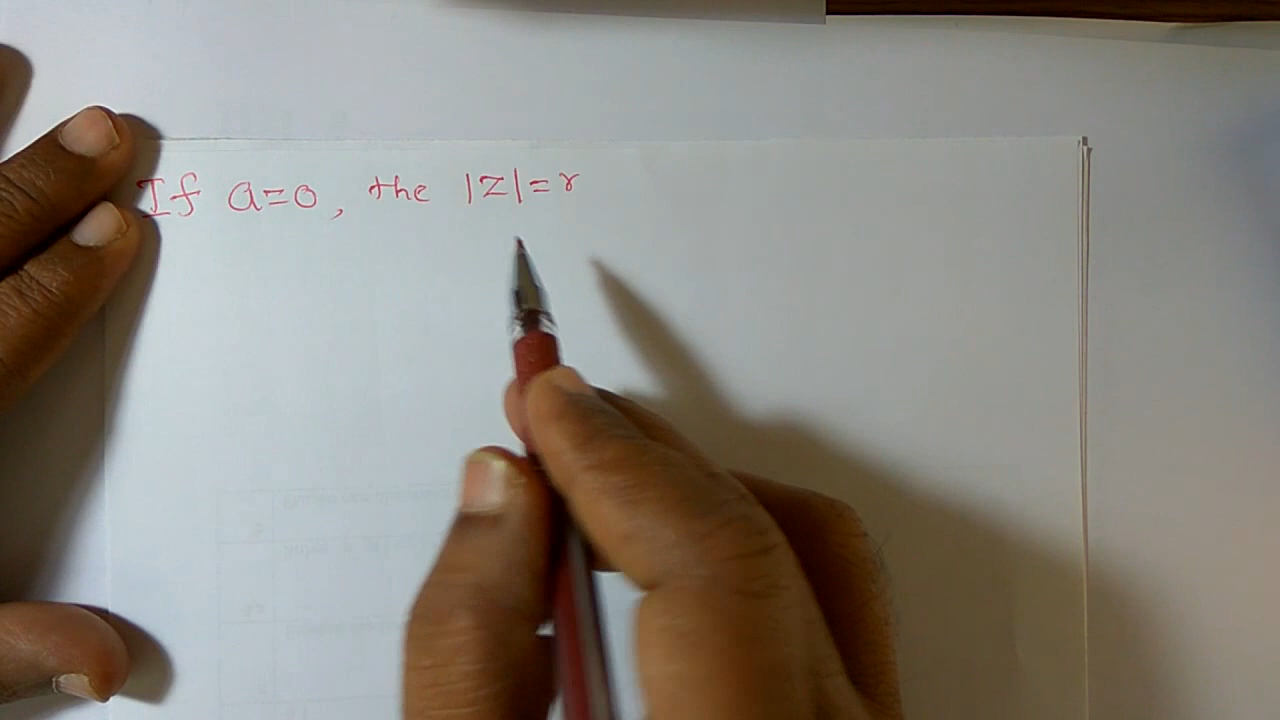 If a=0, the |z|=r